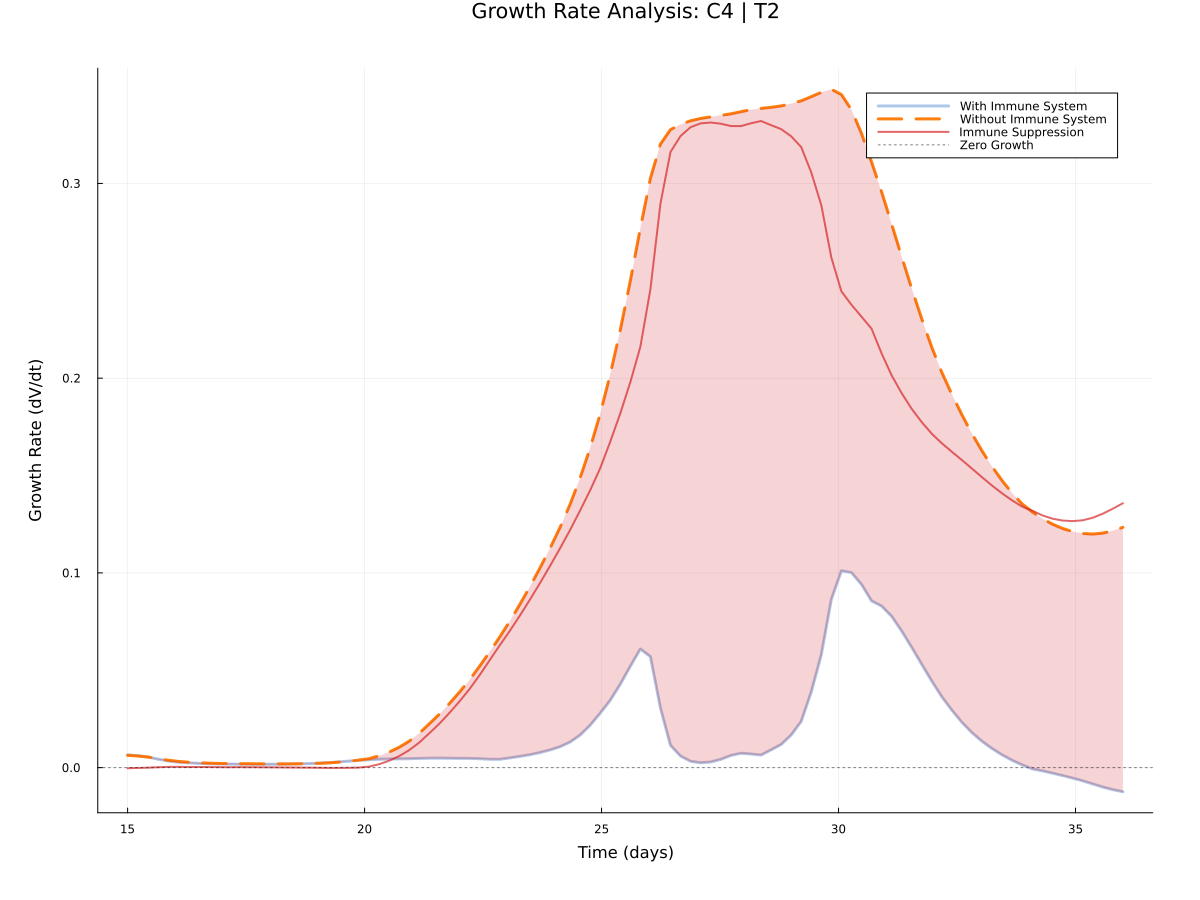 Growth Rate Analysis: C4 | T2
With Immune System
Without Immune System
Immune Suppression
Zero Growth
Growth Rate (dV/dt)
0.3
0.2
0.1
0.0
15 20 25 30 35
Time (days)